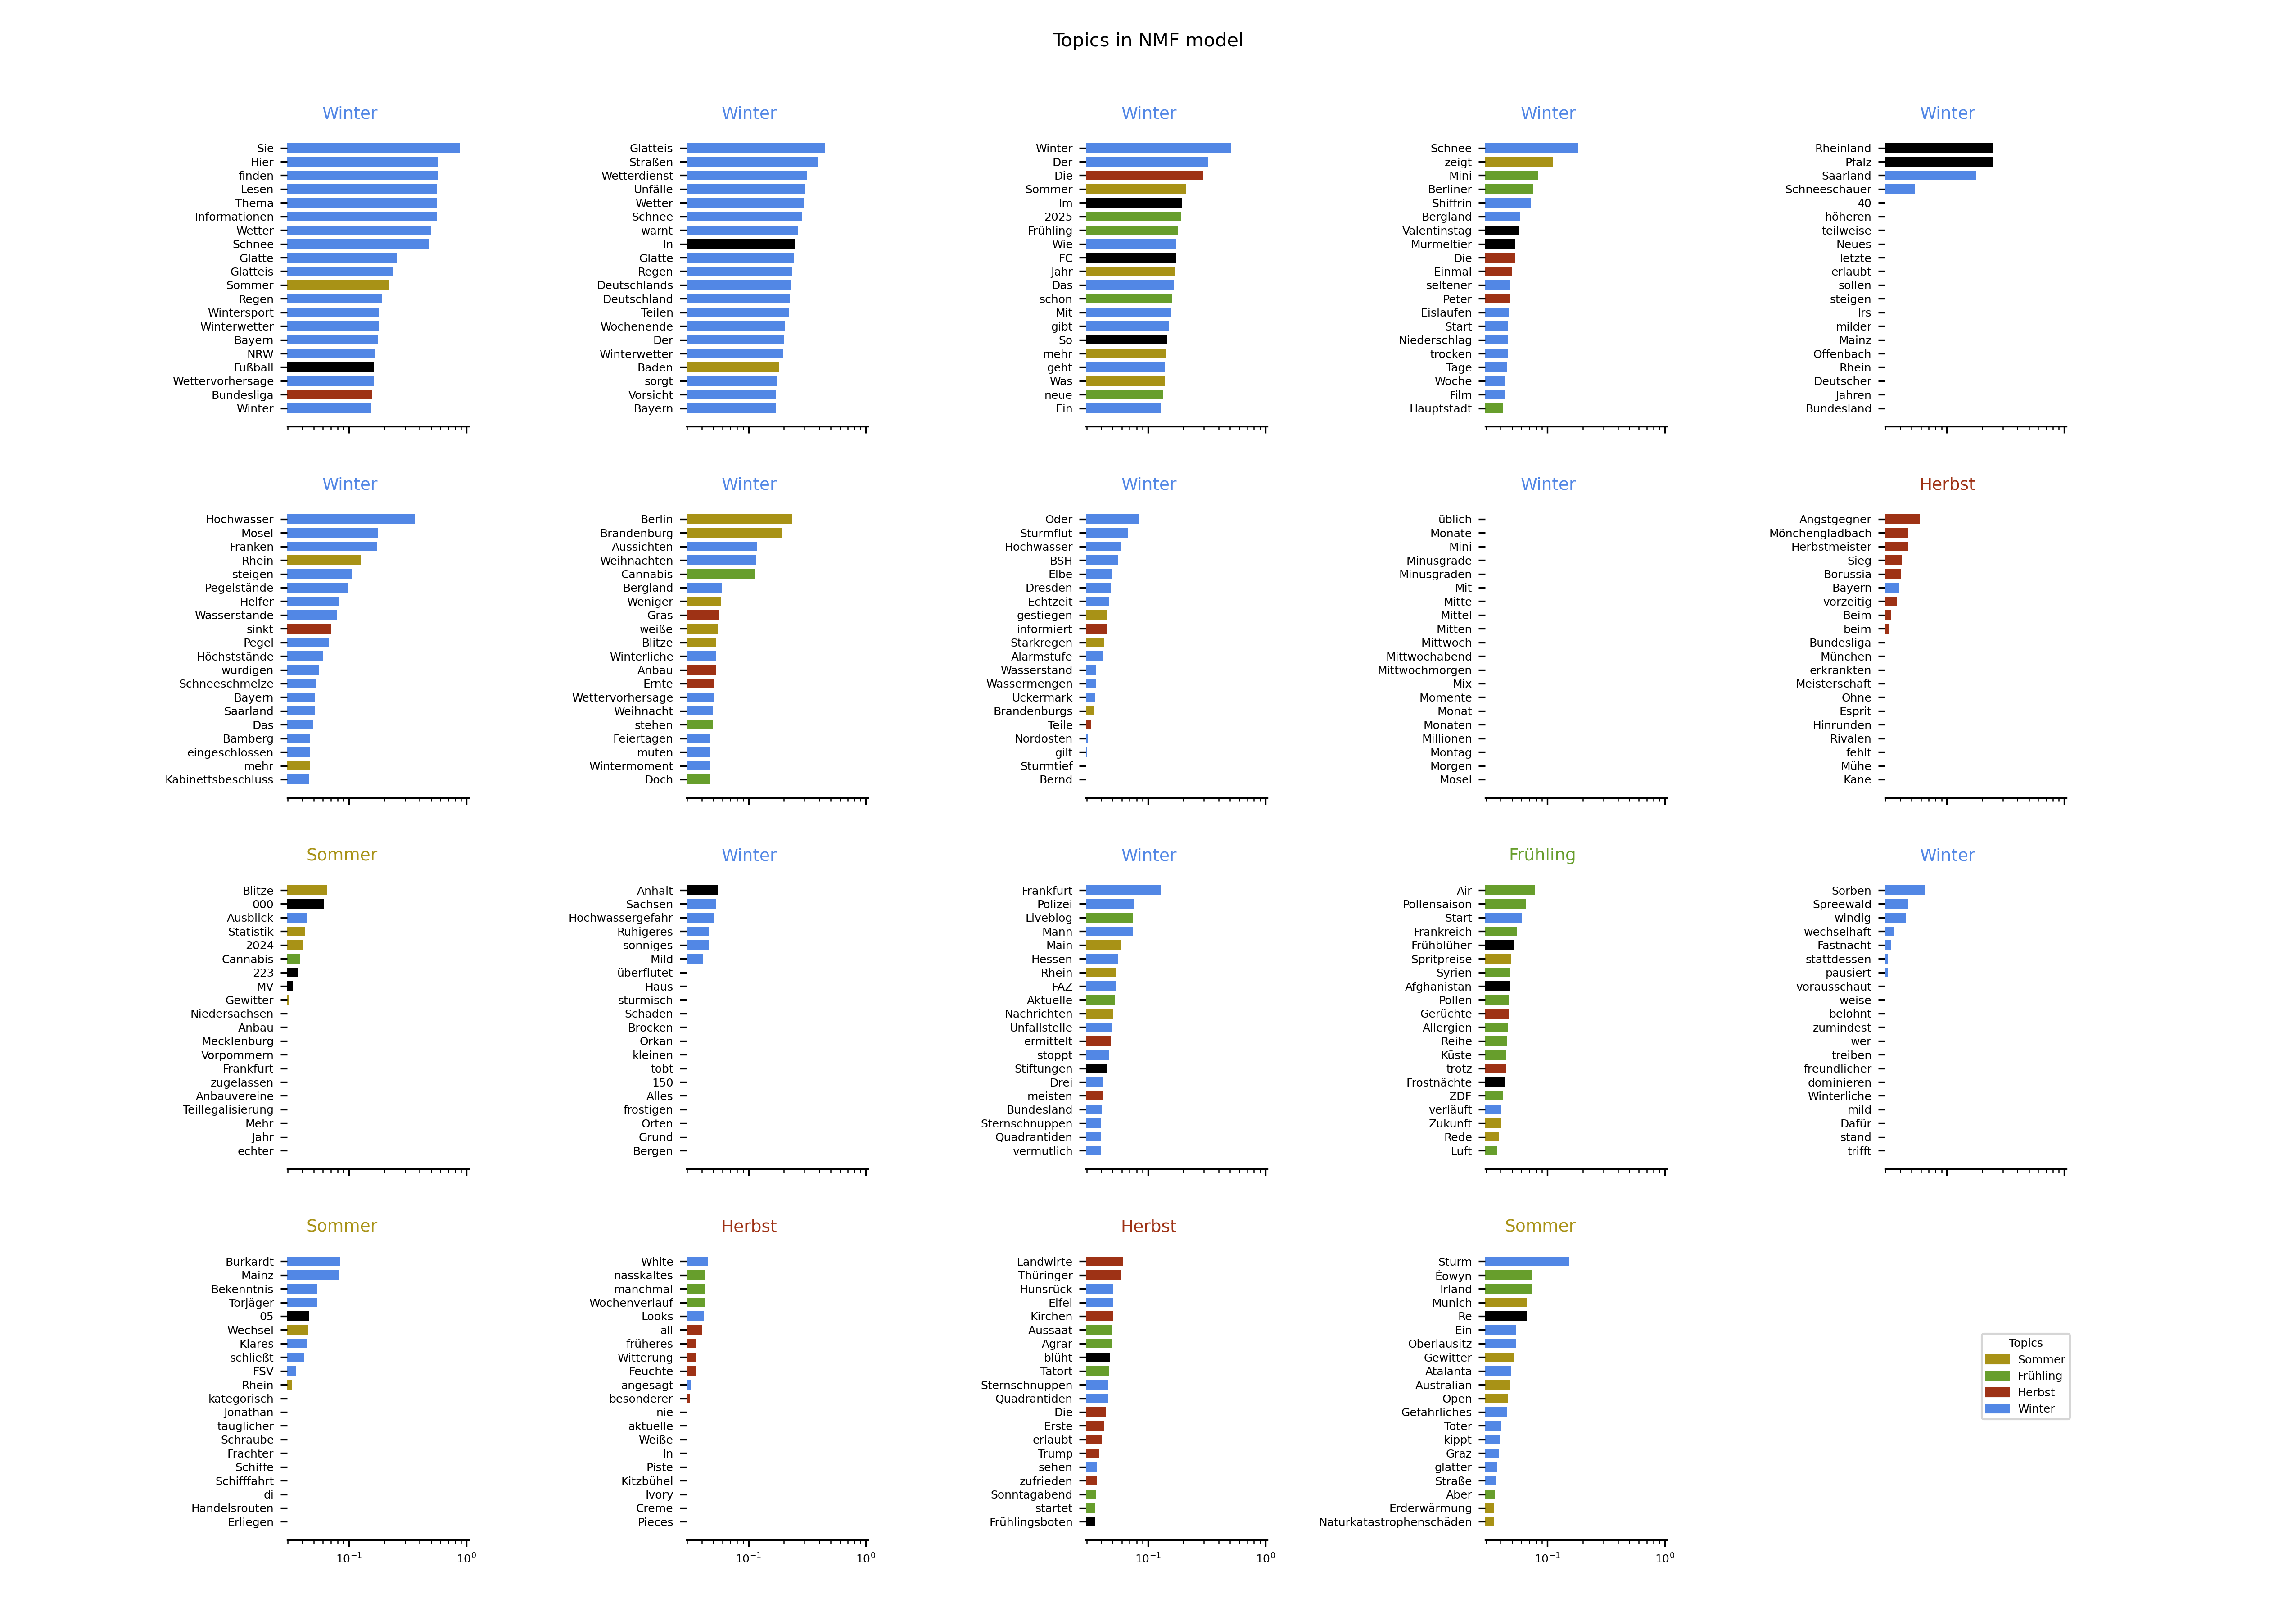 Topics in NMF model
Winter
Sie
Hier
finden
Lesen
Thema
Informationen
Wetter
Schnee
Glätte
Glatteis
Sommer
Regen
Wintersport
Winterwetter
Bayern
NRW
Fußball
Wettervorhersage
Bundesliga
Winter
Winter
Glatteis
Straßen
Wetterdienst
Unfälle
Wetter
Schnee
warnt
In
Glätte
Regen
Deutschlands
Deutschland
Teilen
Wochenende
Der
Winterwetter
Baden
sorgt
Vorsicht
Bayern
Winter
Winter
Der
Die
Sommer
Im
2025
Frühling
Wie
FC
Jahr
Das
schon
Mit
gibt
So
mehr
geht
Was
neue
Ein
Winter
Schnee
zeigt
Mini
Berliner
Shiffrin
Bergland
Valentinstag
Murmeltier
Die
Einmal
seltener
Peter
Eislaufen
Start
Niederschlag
trocken
Tage
Woche
Film
Hauptstadt
Winter
Rheinland
Pfalz
Saarland
Schneeschauer
40
höheren
teilweise
Neues
letzte
erlaubt
sollen
steigen
lrs
milder
Mainz
Offenbach
Rhein
Deutscher
Jahren
Bundesland
Winter
Hochwasser
Mosel
Franken
Rhein
steigen
Pegelstände
Helfer
Wasserstände
sinkt
Pegel
Höchststände
würdigen
Schneeschmelze
Bayern
Saarland
Das
Bamberg
eingeschlossen
mehr
Kabinettsbeschluss
Winter
Berlin
Brandenburg
Aussichten
Weihnachten
Cannabis
Bergland
Weniger
Gras
weiße
Blitze
Winterliche
Anbau
Ernte
Wettervorhersage
Weihnacht
stehen
Feiertagen
muten
Wintermoment
Doch
Winter
Oder
Sturmflut
Hochwasser
BSH
Elbe
Dresden
Echtzeit
gestiegen
informiert
Starkregen
Alarmstufe
Wasserstand
Wassermengen
Uckermark
Brandenburgs
Teile
Nordosten
gilt
Sturmtief
Bernd
Winter
üblich
Monate
Mini
Minusgrade
Minusgraden
Mit
Mitte
Mittel
Mitten
Mittwoch
Mittwochabend
Mittwochmorgen
Mix
Momente
Monat
Monaten
Millionen
Montag
Morgen
Mosel
Herbst
Angstgegner
Mönchengladbach
Herbstmeister
Sieg
Borussia
Bayern
vorzeitig
Beim
beim
Bundesliga
München
erkrankten
Meisterschaft
Ohne
Esprit
Hinrunden
Rivalen
fehlt
Mühe
Kane
Sommer
Blitze
000
Ausblick
Statistik
2024
Cannabis
223
MV
Gewitter
Niedersachsen
Anbau
Mecklenburg
Vorpommern
Frankfurt
zugelassen
Anbauvereine
Teillegalisierung
Mehr
Jahr
echter
Winter
Anhalt
Sachsen
Hochwassergefahr
Ruhigeres
sonniges
Mild
überflutet
Haus
stürmisch
Schaden
Brocken
Orkan
kleinen
tobt
150
Alles
frostigen
Orten
Grund
Bergen
Winter
Frankfurt
Polizei
Liveblog
Mann
Main
Hessen
Rhein
FAZ
Aktuelle
Nachrichten
Unfallstelle
ermittelt
stoppt
Stiftungen
Drei
meisten
Bundesland
Sternschnuppen
Quadrantiden
vermutlich
Frühling
Air
Pollensaison
Start
Frankreich
Frühblüher
Spritpreise
Syrien
Afghanistan
Pollen
Gerüchte
Allergien
Reihe
Küste
trotz
Frostnächte
ZDF
verläuft
Zukunft
Rede
Luft
Winter
Sorben
Spreewald
windig
wechselhaft
Fastnacht
stattdessen
pausiert
vorausschaut
weise
belohnt
zumindest
wer
treiben
freundlicher
dominieren
Winterliche
mild
Dafür
stand
trifft
Sommer
Burkardt
Mainz
Bekenntnis
Torjäger
05
Wechsel
Klares
schließt
FSV
Rhein
kategorisch
Jonathan
tauglicher
Schraube
Frachter
Schiffe
Schifffahrt
di
Handelsrouten
Erliegen
10⁻¹ 10⁰
Herbst
White
nasskaltes
manchmal
Wochenverlauf
Looks
all
früheres
Witterung
Feuchte
angesagt
besonderer
nie
aktuelle
Weiße
In
Piste
Kitzbühel
Ivory
Creme
Pieces
10⁻¹ 10⁰
Herbst
Landwirte
Thüringer
Hunsrück
Eifel
Kirchen
Aussaat
Agrar
blüht
Tatort
Sternschnuppen
Quadrantiden
Die
Erste
erlaubt
Trump
sehen
zufrieden
Sonntagabend
startet
Frühlingsboten
10⁻¹ 10⁰
Sommer
Sturm
Éowyn
Irland
Munich
Re
Ein
Oberlausitz
Gewitter
Atalanta
Australian
Open
Gefährliches
Toter
kippt
Graz
glatter
Straße
Aber
Erderwärmung
Naturkatastrophenschäden
10⁻¹ 10⁰
Topics
Sommer
Frühling
Herbst
Winter